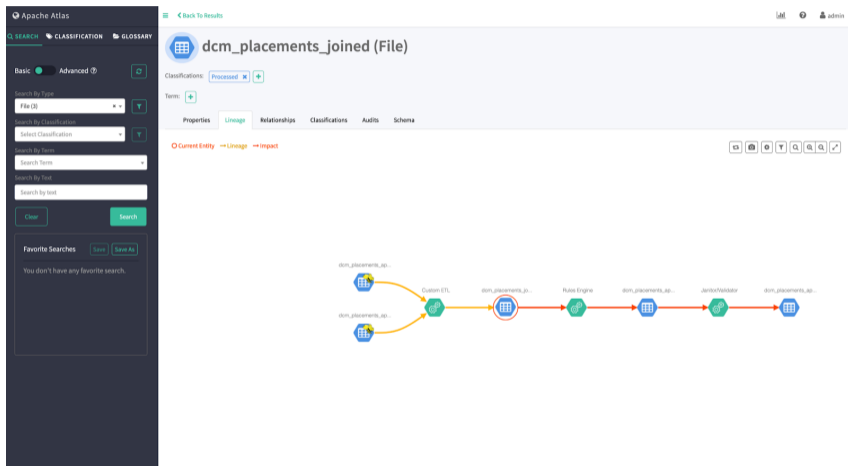 Apache Atlas
SEARCH CLASSIFICATION GLOSSARY
Basic Advanced
Search By Type
File (3)
Search By Classification
Select Classification
Search By Term
Search Term
Search By Text
Search by text
Clear Search
Favorite Searches Save Save As
You don't have any favorite search.
Back To Results
admin
dcm_placements_joined (File)
Classifications: Processed
Term:
Properties Lineage Relationships Classifications Audits Schema
Current Entity Lineage Impact
dcm_placements_ap...
Custom ETL dcm_placements_jo... Rules Engine dcm_placements_ap... Janitor/Validator dcm_placements_ap...
dcm_placements_ap...